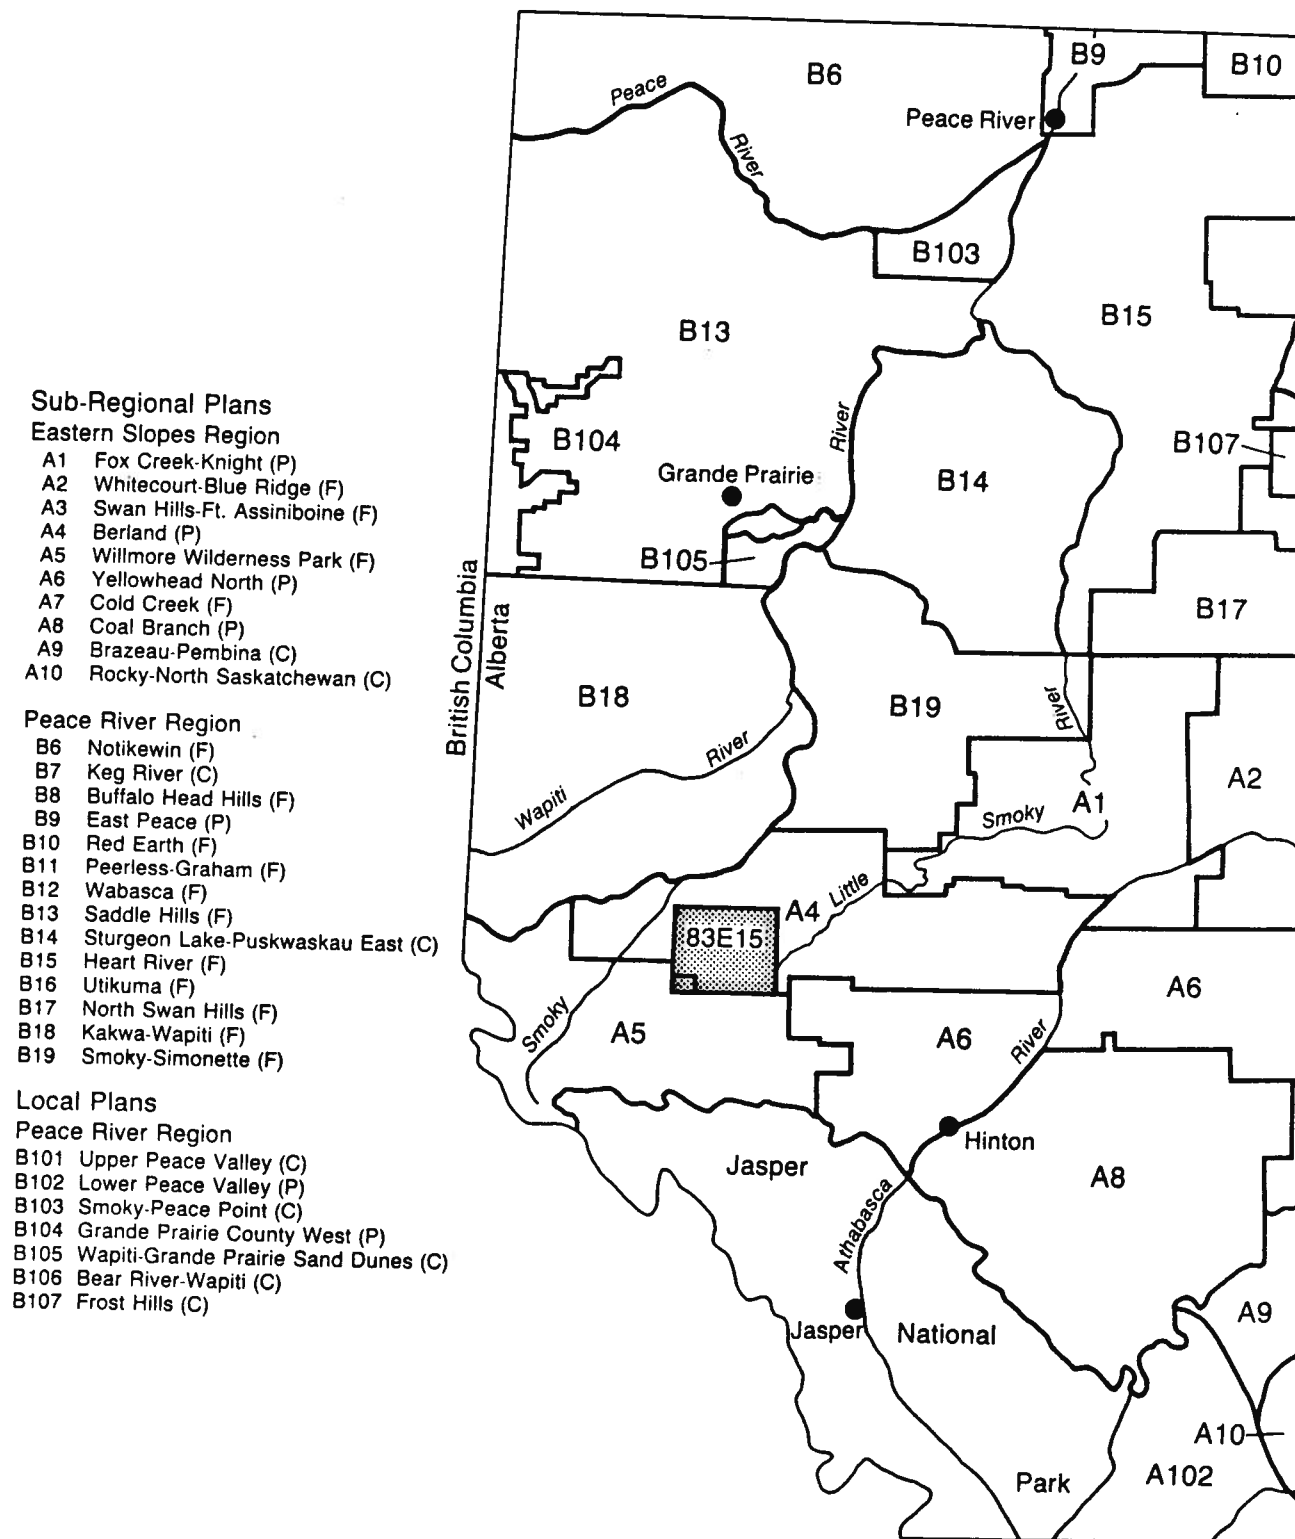 Sub-Regional Plans
Eastern Slopes Region
A1 Fox Creek-Knight (P)
A2 Whitecourt-Blue Ridge (F)
A3 Swan Hills-Ft. Assiniboine (F)
A4 Berland (P)
A5 Willmore Wilderness Park (F)
A6 Yellowhead North (P)
A7 Cold Creek (F)
A8 Coal Branch (P)
A9 Brazeau-Pembina (C)
A10 Rocky-North Saskatchewan (C)
Peace River Region
B6 Notikewin (F)
B7 Keg River (C)
B8 Buffalo Head Hills (F)
B9 East Peace (P)
B10 Red Earth (F)
B11 Peerless-Graham (F)
B12 Wabasca (F)
B13 Saddle Hills (F)
B14 Sturgeon Lake-Puskwaskau East (C)
B15 Heart River (F)
B16 Utikuma (F)
B17 North Swan Hills (F)
B18 Kakwa-Wapiti (F)
B19 Smoky-Simonette (F)
Local Plans
Peace River Region
B101 Upper Peace Valley (C)
B102 Lower Peace Valley (P)
B103 Smoky-Peace Point (C)
B104 Grande Prairie County West (P)
B105 Wapiti-Grande Prairie Sand Dunes (C)
B106 Bear River-Wapiti (C)
B107 Frost Hills (C)
B6
B9
B10
Peace
River
Peace River
B103
B13
B15
B104
River
Grande Prairie
B14
B107
B105
B17
British Columbia
Alberta
B18
B19
River
River
Wapiti
A1
A2
Smoky
Little
A4
83E15
A6
Smoky
A5
A6
River
Hinton
Jasper
A8
Athabasca
Jasper
National
A9
A10
A102
Park